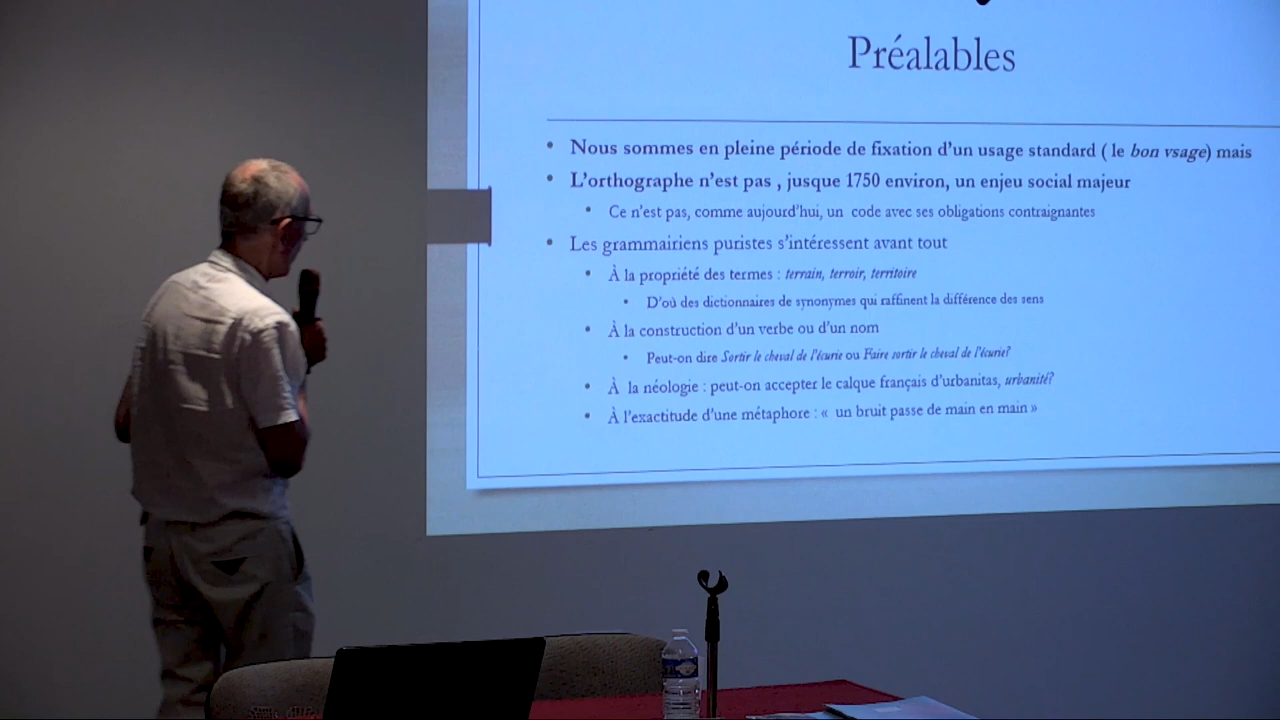 Préalables
• Nous sommes en pleine période de fixation d'un usage standard ( le bon vsage) mais
• L'orthographe n'est pas , jusque 1750 environ, un enjeu social majeur
• Ce n'est pas, comme aujourd'hui, un code avec ses obligations contraignantes
• Les grammairiens puristes s'intéressent avant tout
• À la propriété des termes : terrain, terroir, territoire
• D'où des dictionnaires de synonymes qui raffinent la différence des sens
• À la construction d'un verbe ou d'un nom
• Peut-on dire Sortir le cheval de l'écurie ou Faire sortir le cheval de l'écurie?
• À la néologie : peut-on accepter le calque français d'urbanitas, urbanité?
• À l'exactitude d'une métaphore : « un bruit passe de main en main »